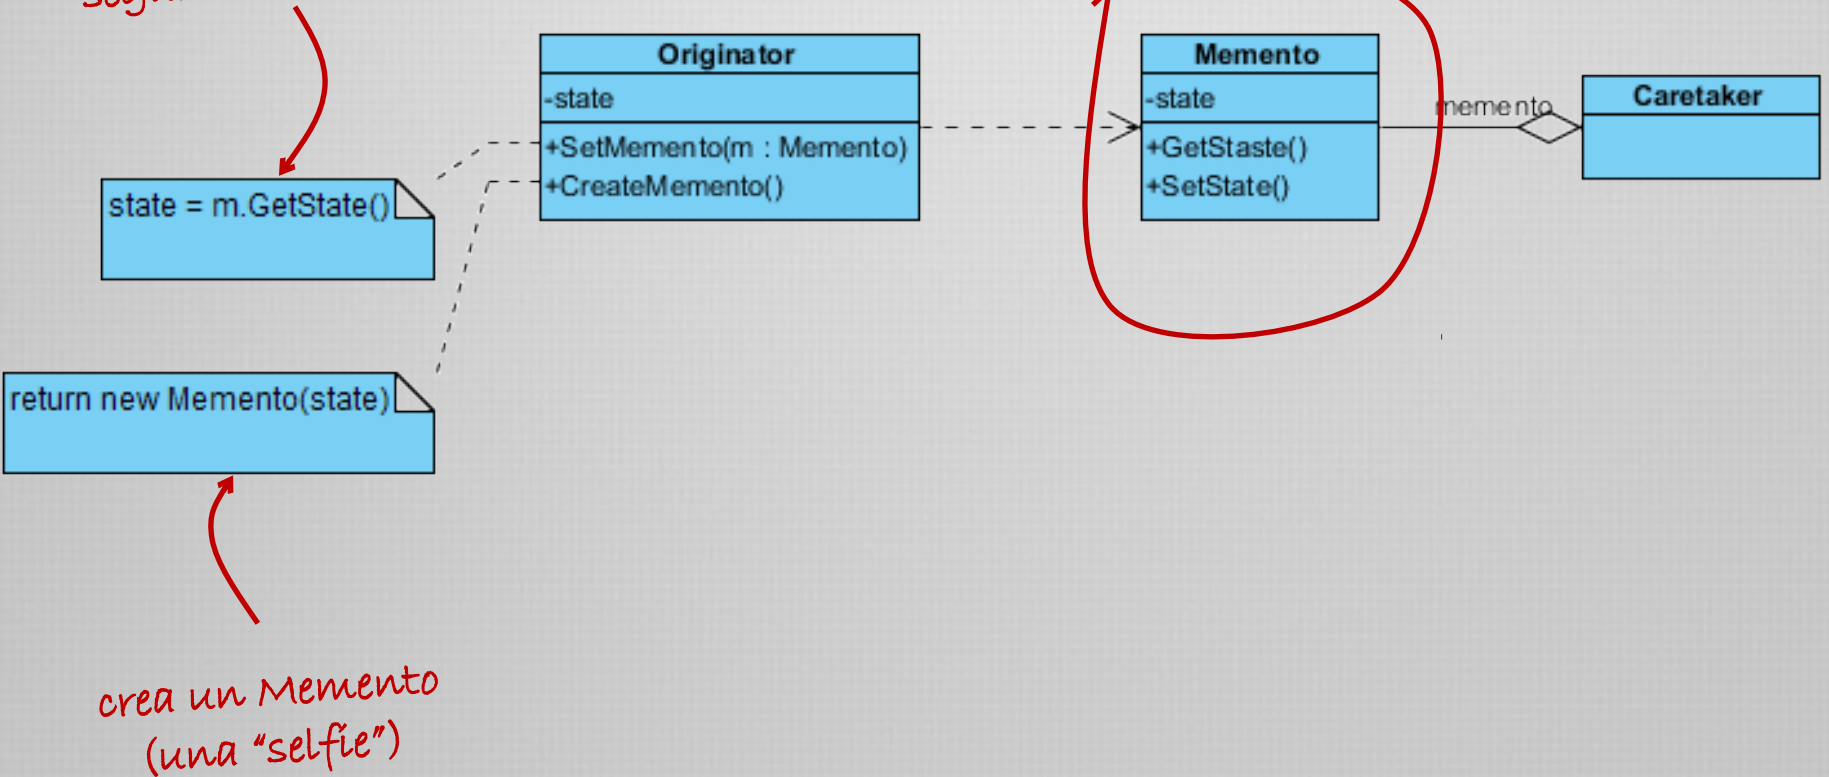 Originator
-state
+SetMemento(m : Memento)
+CreateMemento()
Memento
-state
+GetStaste()
+SetState()
memento
Caretaker
state = m.GetState()
return new Memento(state)
crea un Memento
(una “selfie”)